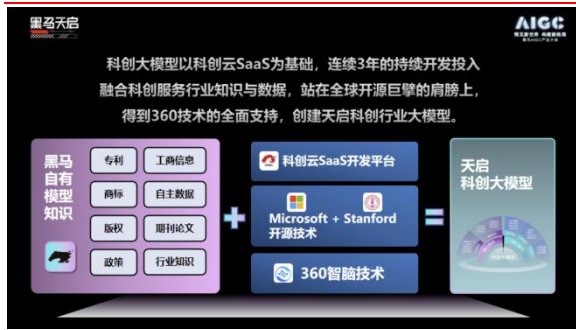 黑马天启
AIGC
科创大模型以科创云SaaS为基础，连续3年的持续开发投入
融合科创服务行业知识与数据，站在全球开源巨擘的肩膀上，
得到360技术的全面支持，创建天启科创行业大模型。
黑马
自有
模型
知识
专利
工商信息
商标
自主数据
版权
期刊论文
政策
行业知识
+
科创云SaaS开发平台
Microsoft + Stanford
开源技术
360智脑技术
=
天启
科创大模型